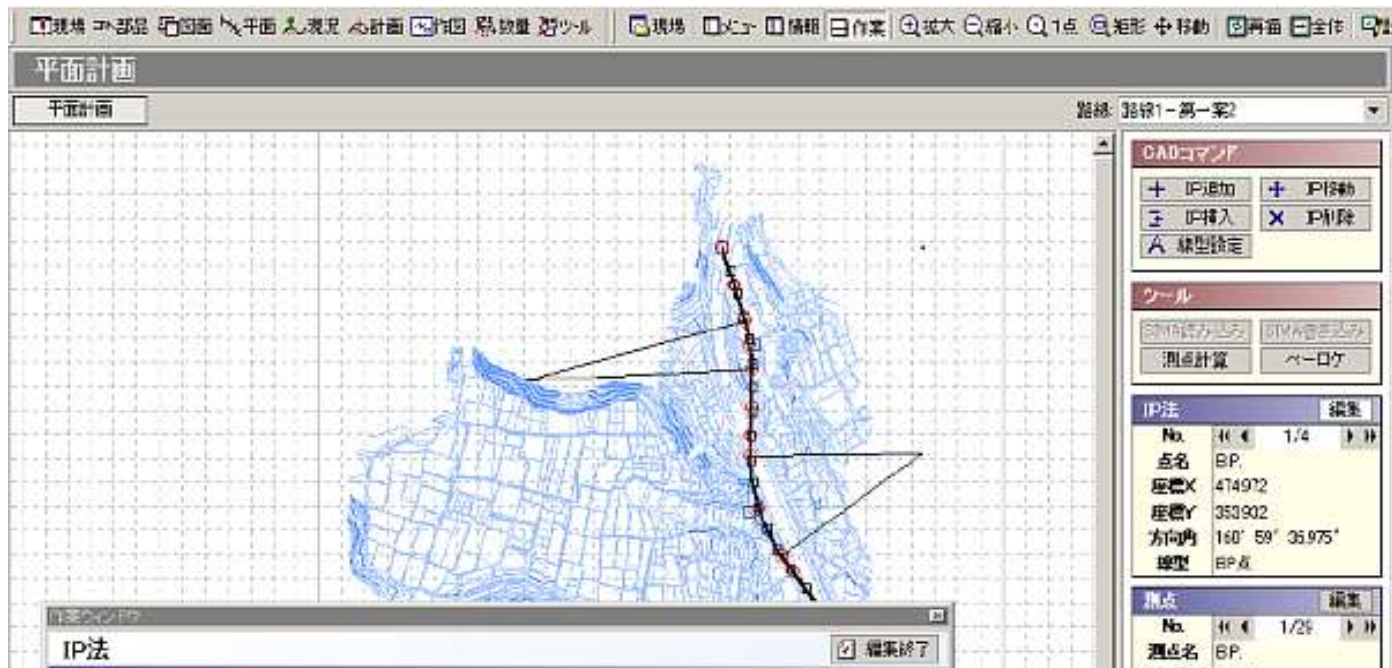 現場 部品 図面 平面 現況 計画 作図 数量 ツール 現場 メニュー 情報 作業 拡大 縮小 1点 矩形 移動 再描 全体
平面計画
平面計画 路線: 路線1-第一案2
CADコマンド
IP追加 IP移動
IP挿入 IP削除
線型設定
ツール
SIMA読み込み SIMA書き込み
測点計算 ペーロケ
IP法 編集
No. 1/4
点名 BP.
座標X 474972
座標Y 353902
方向角 160° 59'
線型 BP点
測点 編集
No. 1/29
測点名 BP.
作業ウィンドウ
IP法 編集終了